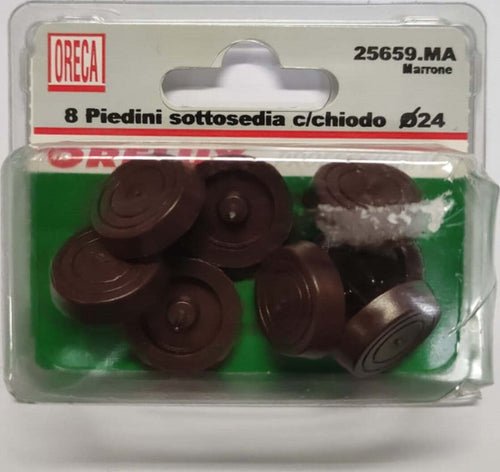 ORECA
25659.MA
Marrone
8 Piedini sottosedia c/chiodo Ø24